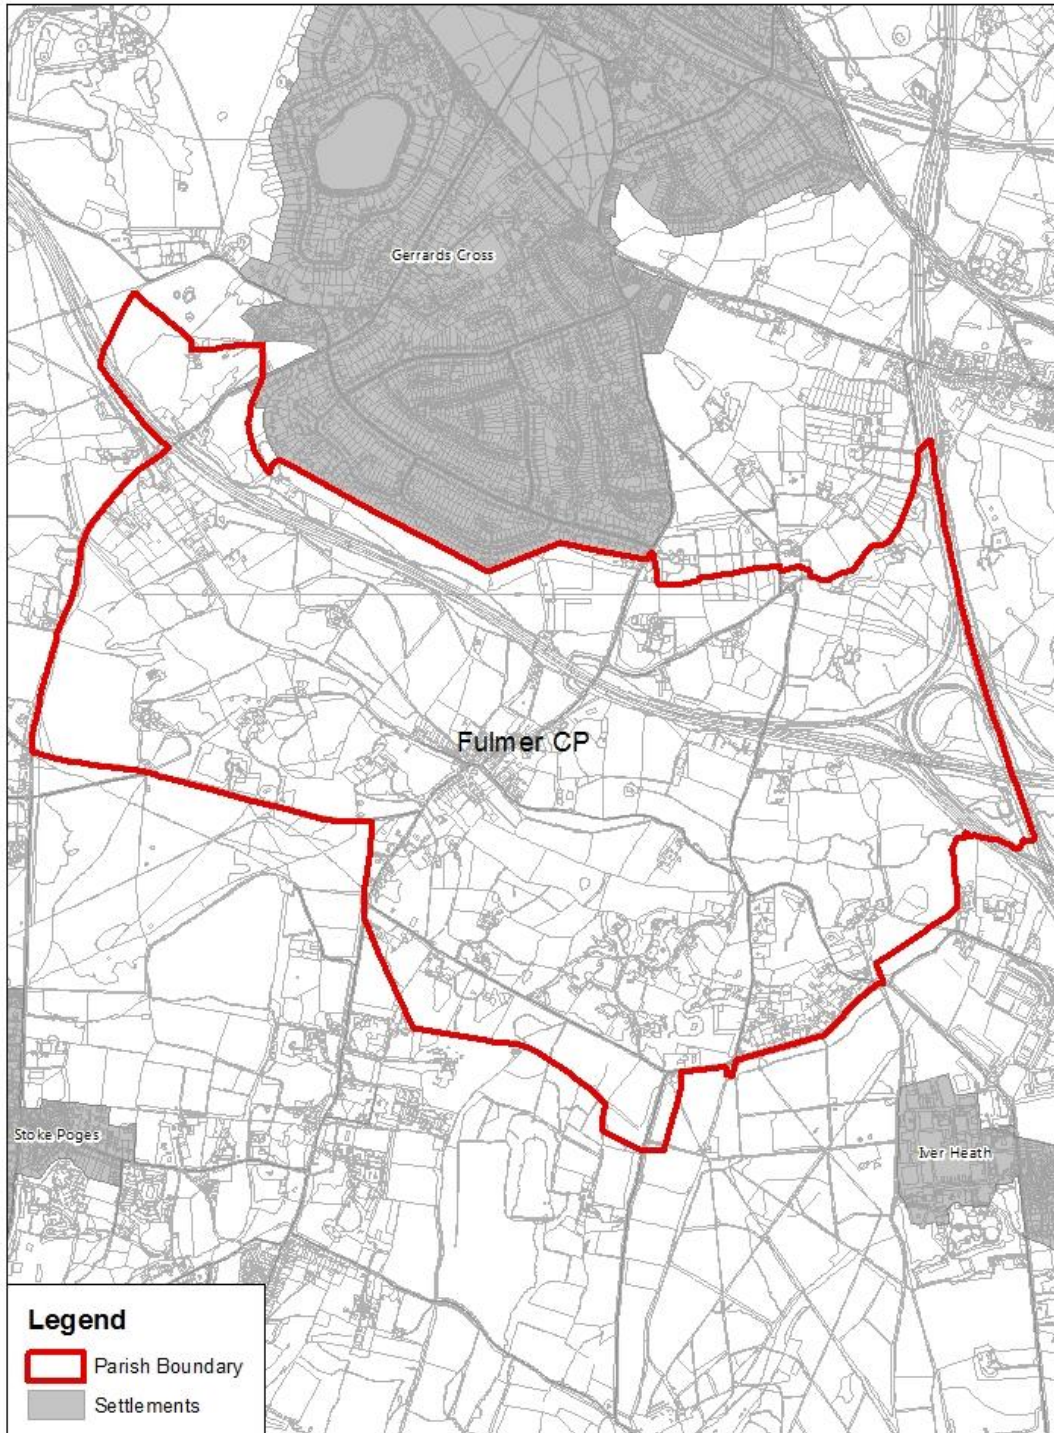 Gerrards Cross
Fulmer CP
Stoke Poges
Iver Heath
Legend
Parish Boundary
Settlements